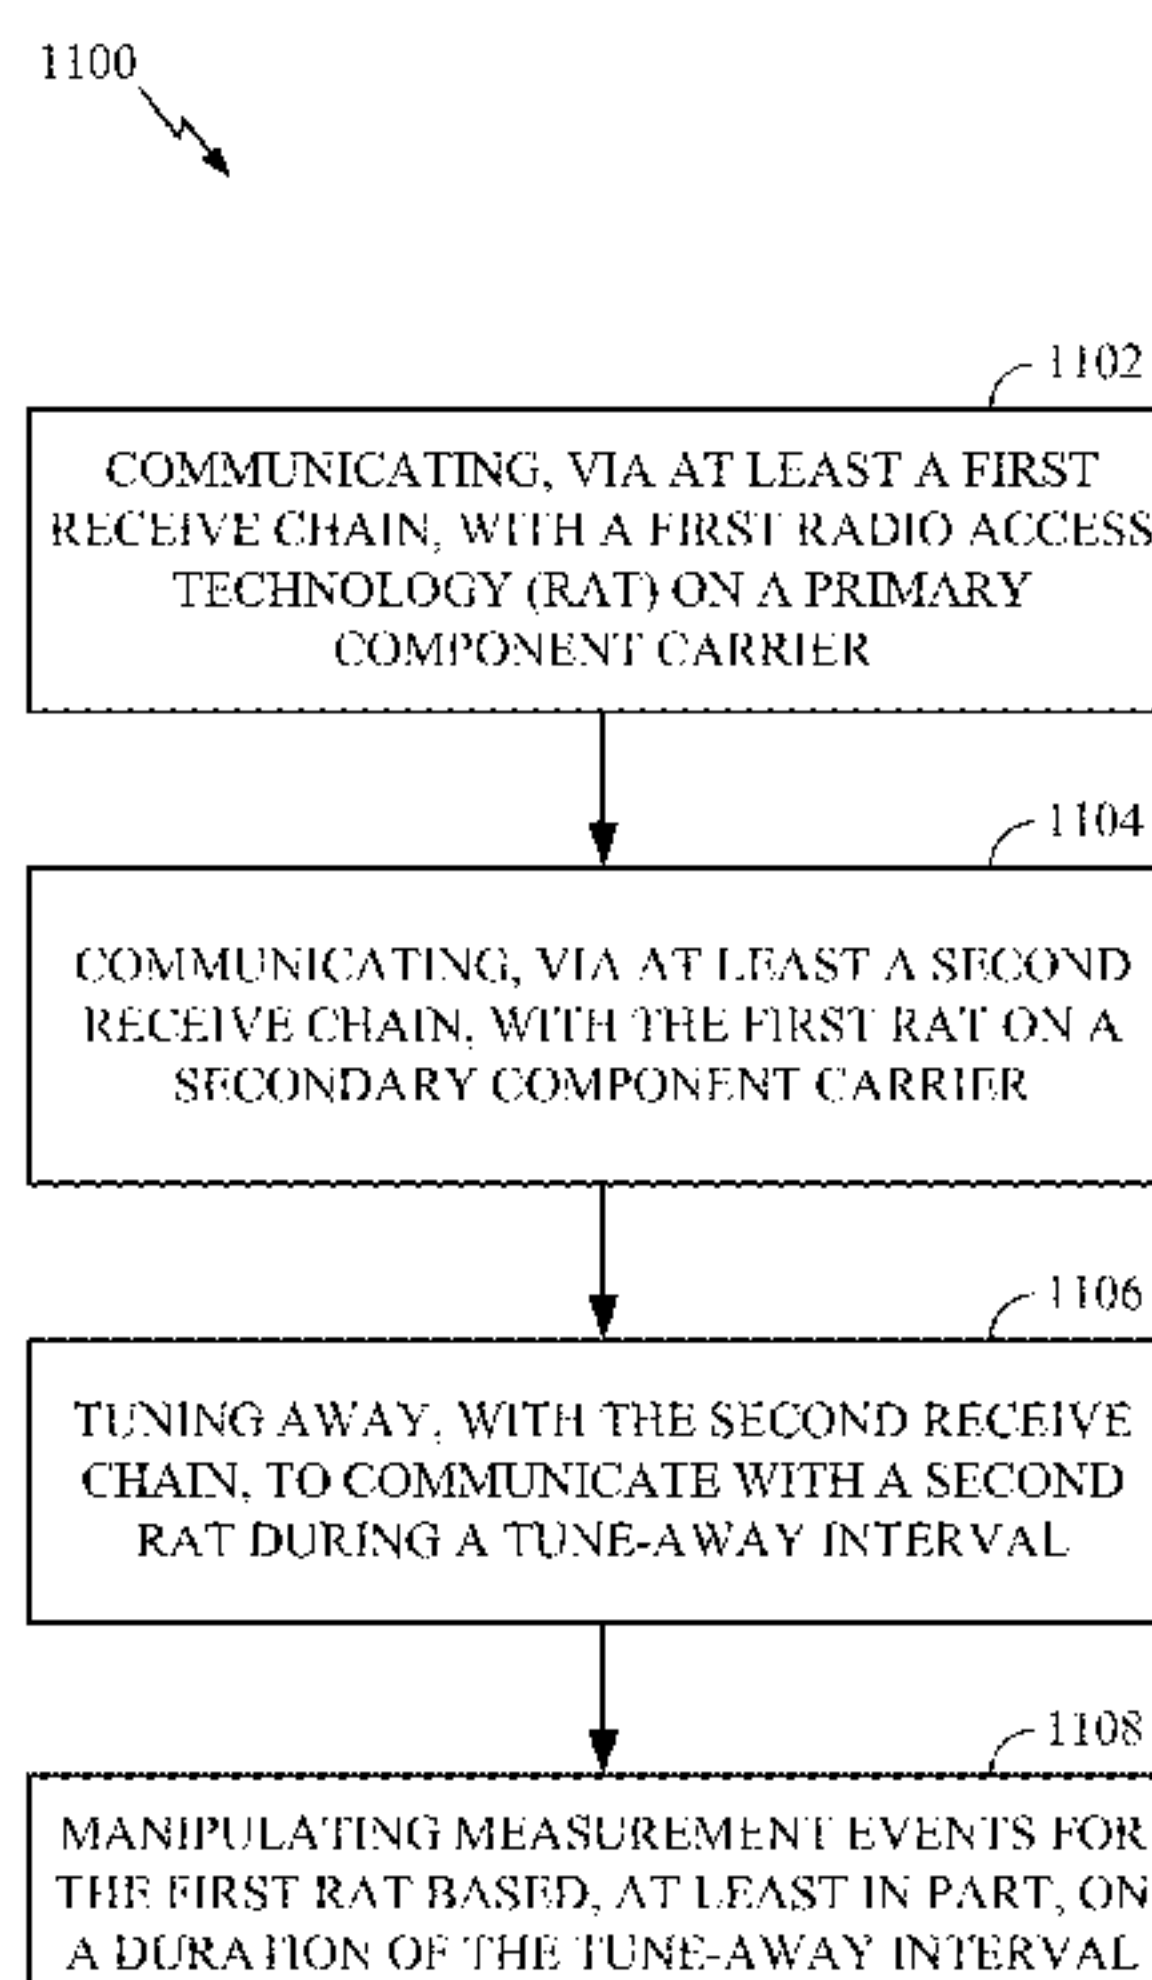 1100
1102
COMMUNICATING, VIA AT LEAST A FIRST
RECEIVE CHAIN, WITH A FIRST RADIO ACCESS
TECHNOLOGY (RAT) ON A PRIMARY
COMPONENT CARRIER
1104
COMMUNICATING, VIA AT LEAST A SECOND
RECEIVE CHAIN, WITH THE FIRST RAT ON A
SECONDARY COMPONENT CARRIER
1106
TUNING AWAY, WITH THE SECOND RECEIVE
CHAIN, TO COMMUNICATE WITH A SECOND
RAT DURING A TUNE-AWAY INTERVAL
1108
MANIPULATING MEASUREMENT EVENTS FOR
THE FIRST RAT BASED, AT LEAST IN PART, ON
A DURATION OF THE TUNE-AWAY INTERVAL